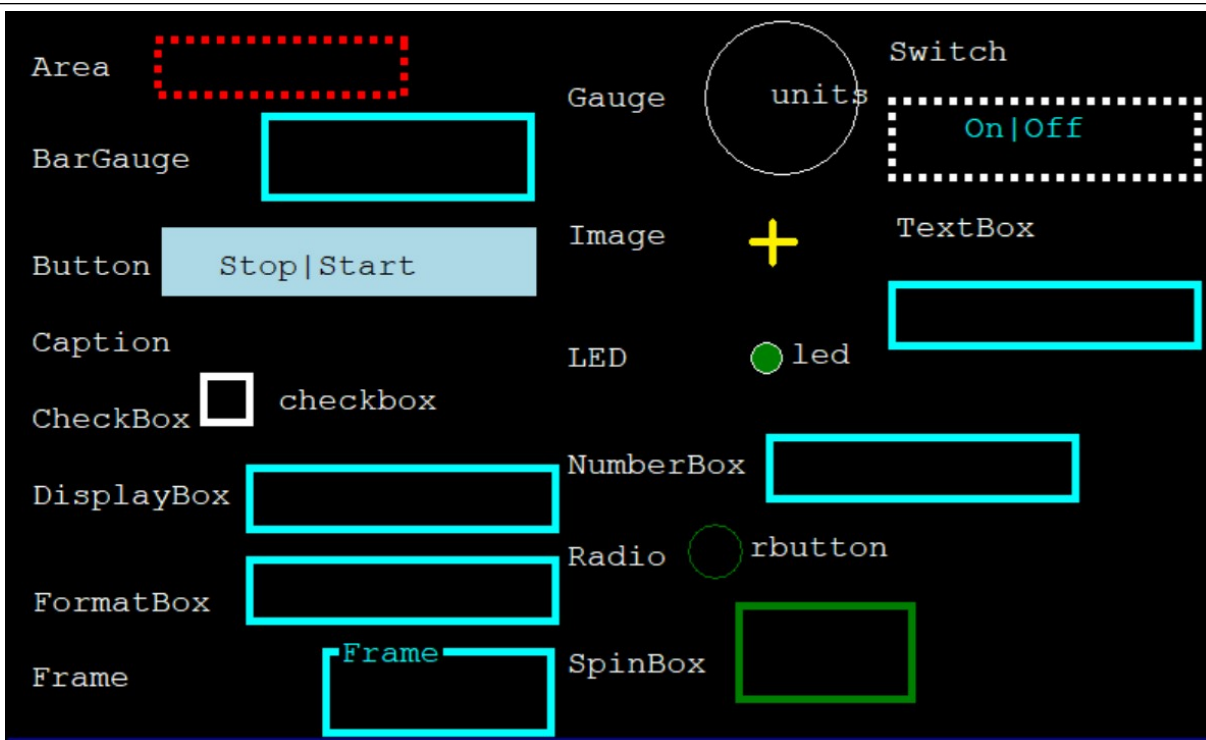 Area
BarGauge
Button
Stop|Start
Caption
CheckBox
checkbox
DisplayBox
FormatBox
Frame
Frame
Gauge
units
Image
LED
led
NumberBox
Radio
rbutton
SpinBox
Switch
On|Off
TextBox